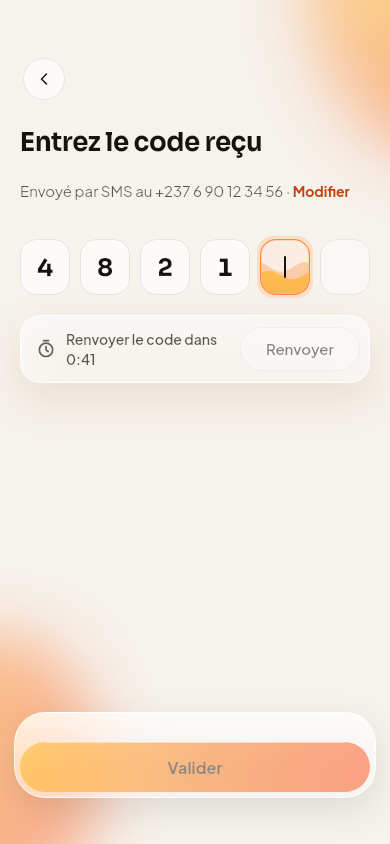 Entrez le code reçu
Envoyé par SMS au +237 6 90 12 34 56 · Modifier
4 8 2 1
Renvoyer le code dans
0:41
Renvoyer
Valider